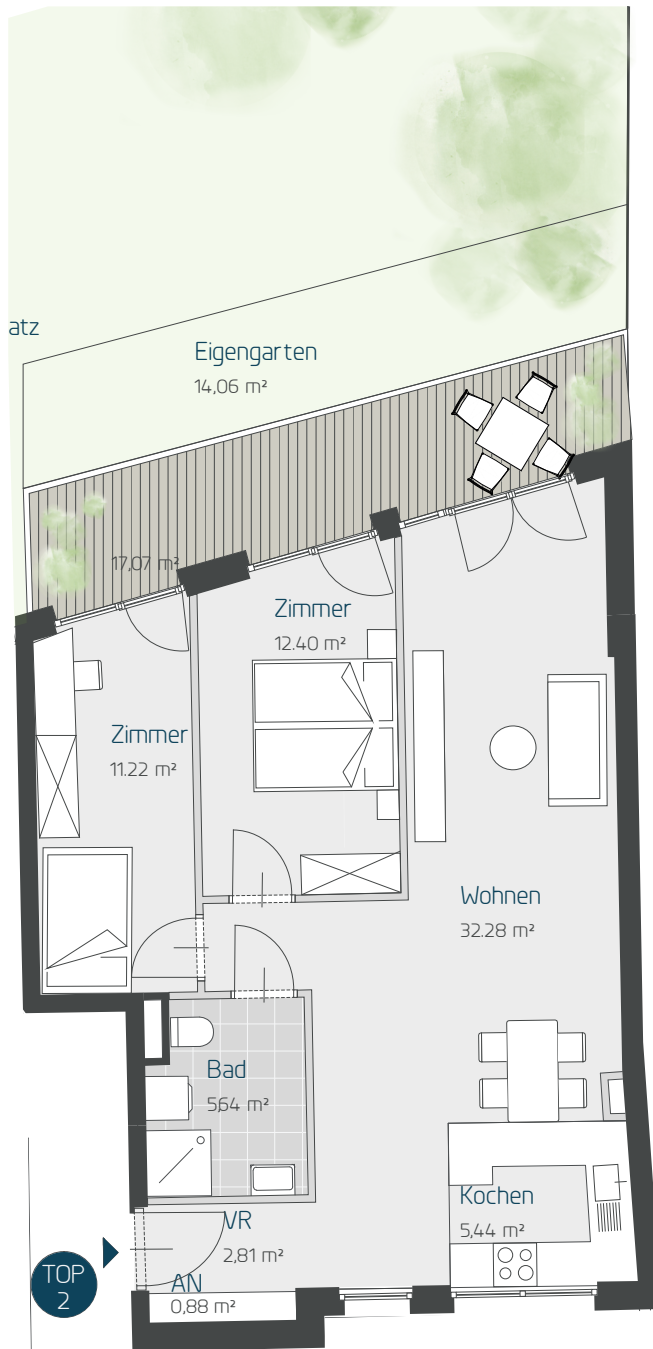 atz
Eigengarten
14,06 m²
17,07 m²
Zimmer
12.40 m²
Zimmer
11.22 m²
Wohnen
32.28 m²
Bad
5,64 m²
Kochen
5,44 m²
VR
2,81 m²
AN
0,88 m²
TOP
2